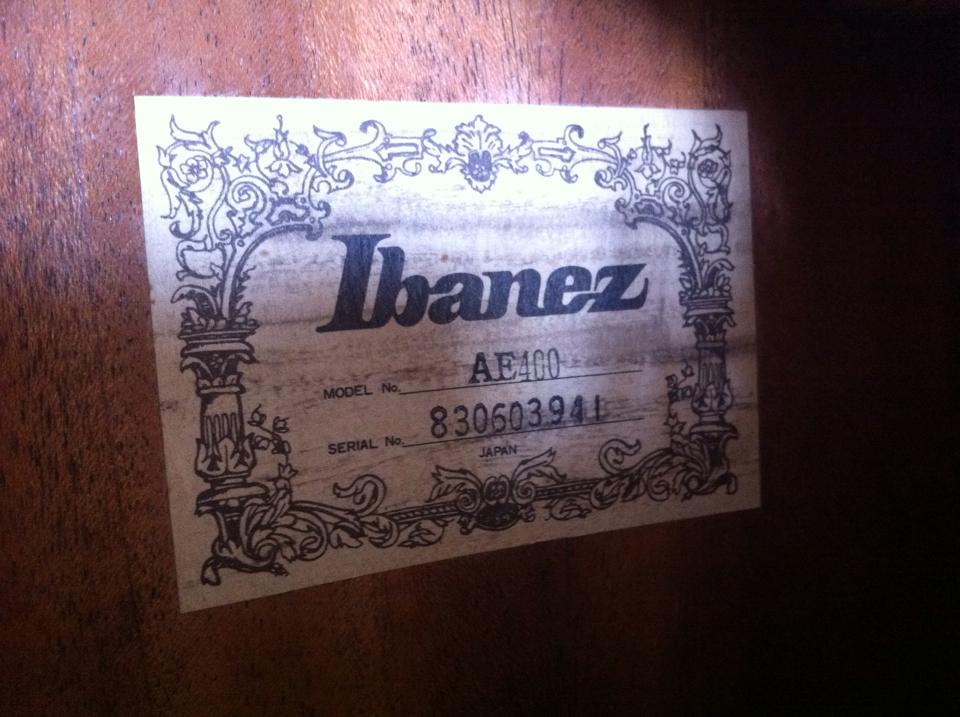 Ibanez
MODEL No. AE400
SERIAL No. 830603941
JAPAN